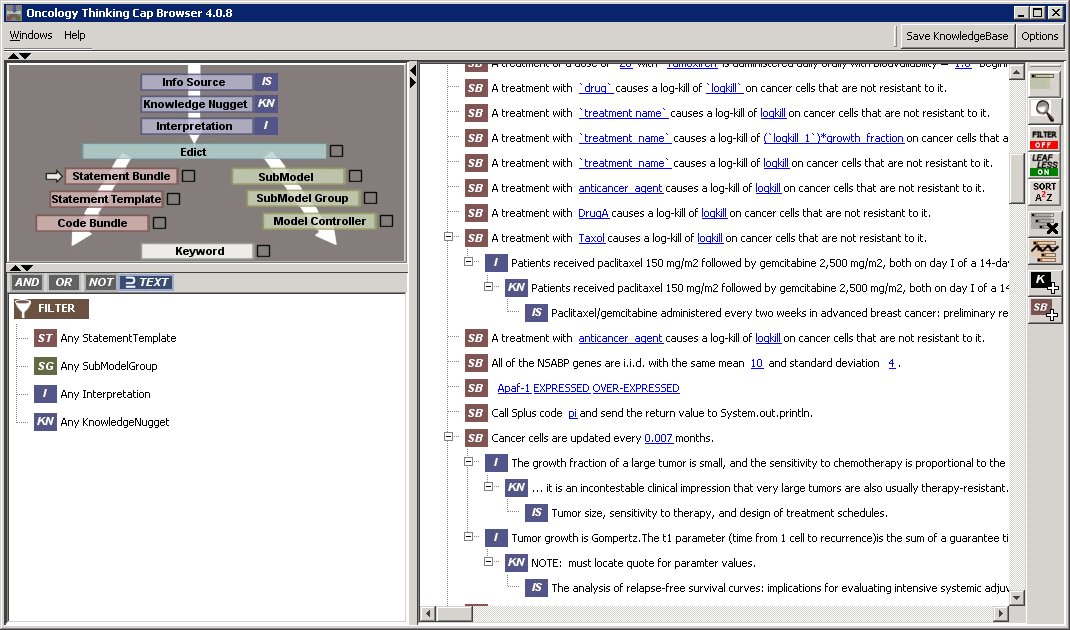 Oncology Thinking Cap Browser 4.0.8
Windows Help
Save KnowledgeBase Options
Info Source IS
Knowledge Nugget KN
Interpretation I
Edict
Statement Bundle
SubModel
Statement Template
SubModel Group
Code Bundle
Model Controller
Keyword
AND OR NOT ⊇ TEXT
FILTER
ST Any StatementTemplate
SG Any SubModelGroup
I Any Interpretation
KN Any KnowledgeNugget
SB A treatment of a dose of 20 with Tamoxifen is administered daily orally with bioavailability = 1.0 begin
SB A treatment with `drug` causes a log-kill of `logkill` on cancer cells that are not resistant to it.
SB A treatment with `treatment name` causes a log-kill of logkill on cancer cells that are not resistant to it.
SB A treatment with `treatment_name` causes a log-kill of (`logkill_1`)*growth_fraction on cancer cells that a
SB A treatment with `treatment_name` causes a log-kill of logkill on cancer cells that are not resistant to it.
SB A treatment with anticancer_agent causes a log-kill of logkill on cancer cells that are not resistant to it.
SB A treatment with DrugA causes a log-kill of logkill on cancer cells that are not resistant to it.
SB A treatment with Taxol causes a log-kill of logkill on cancer cells that are not resistant to it.
I Patients received paclitaxel 150 mg/m2 followed by gemcitabine 2,500 mg/m2, both on day I of a 14-da
KN Patients received paclitaxel 150 mg/m2 followed by gemcitabine 2,500 mg/m2, both on day I of a 14
IS Paclitaxel/gemcitabine administered every two weeks in advanced breast cancer: preliminary re
SB A treatment with anticancer_agent causes a log-kill of logkill on cancer cells that are not resistant to it.
SB All of the NSABP genes are i.i.d. with the same mean 10 and standard deviation 4 .
SB Apaf-1 EXPRESSED OVER-EXPRESSED
SB Call Splus code pi and send the return value to System.out.println.
SB Cancer cells are updated every 0.007 months.
I The growth fraction of a large tumor is small, and the sensitivity to chemotherapy is proportional to the
KN ... it is an incontestable clinical impression that very large tumors are also usually therapy-resistant.
IS Tumor size, sensitivity to therapy, and design of treatment schedules.
I Tumor growth is Gompertz.The t1 parameter (time from 1 cell to recurrence)is the sum of a guarantee ti
KN NOTE: must locate quote for paramter values.
IS The analysis of relapse-free survival curves: implications for evaluating intensive systemic adjuv
FILTER
OFF
LEAF
LESS
ON
SORT
A2Z
K
SB